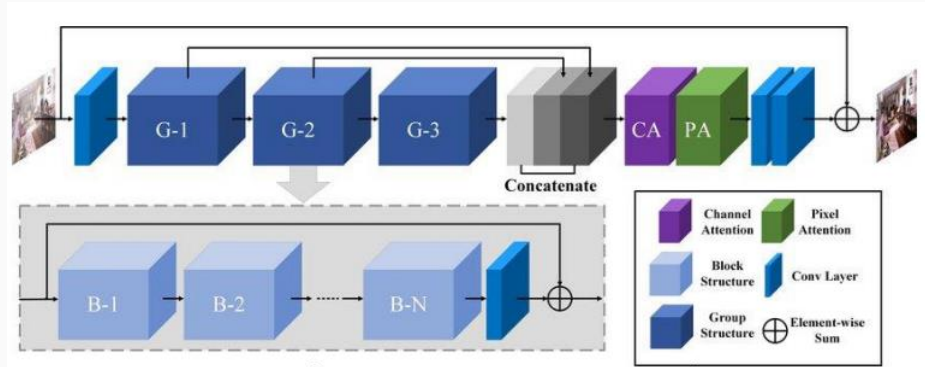 G-1
G-2
G-3
CA
PA
Concatenate
B-1
B-2
B-N
Channel
Attention
Pixel
Attention
Block
Structure
Conv Layer
Group
Structure
Element-wise
Sum